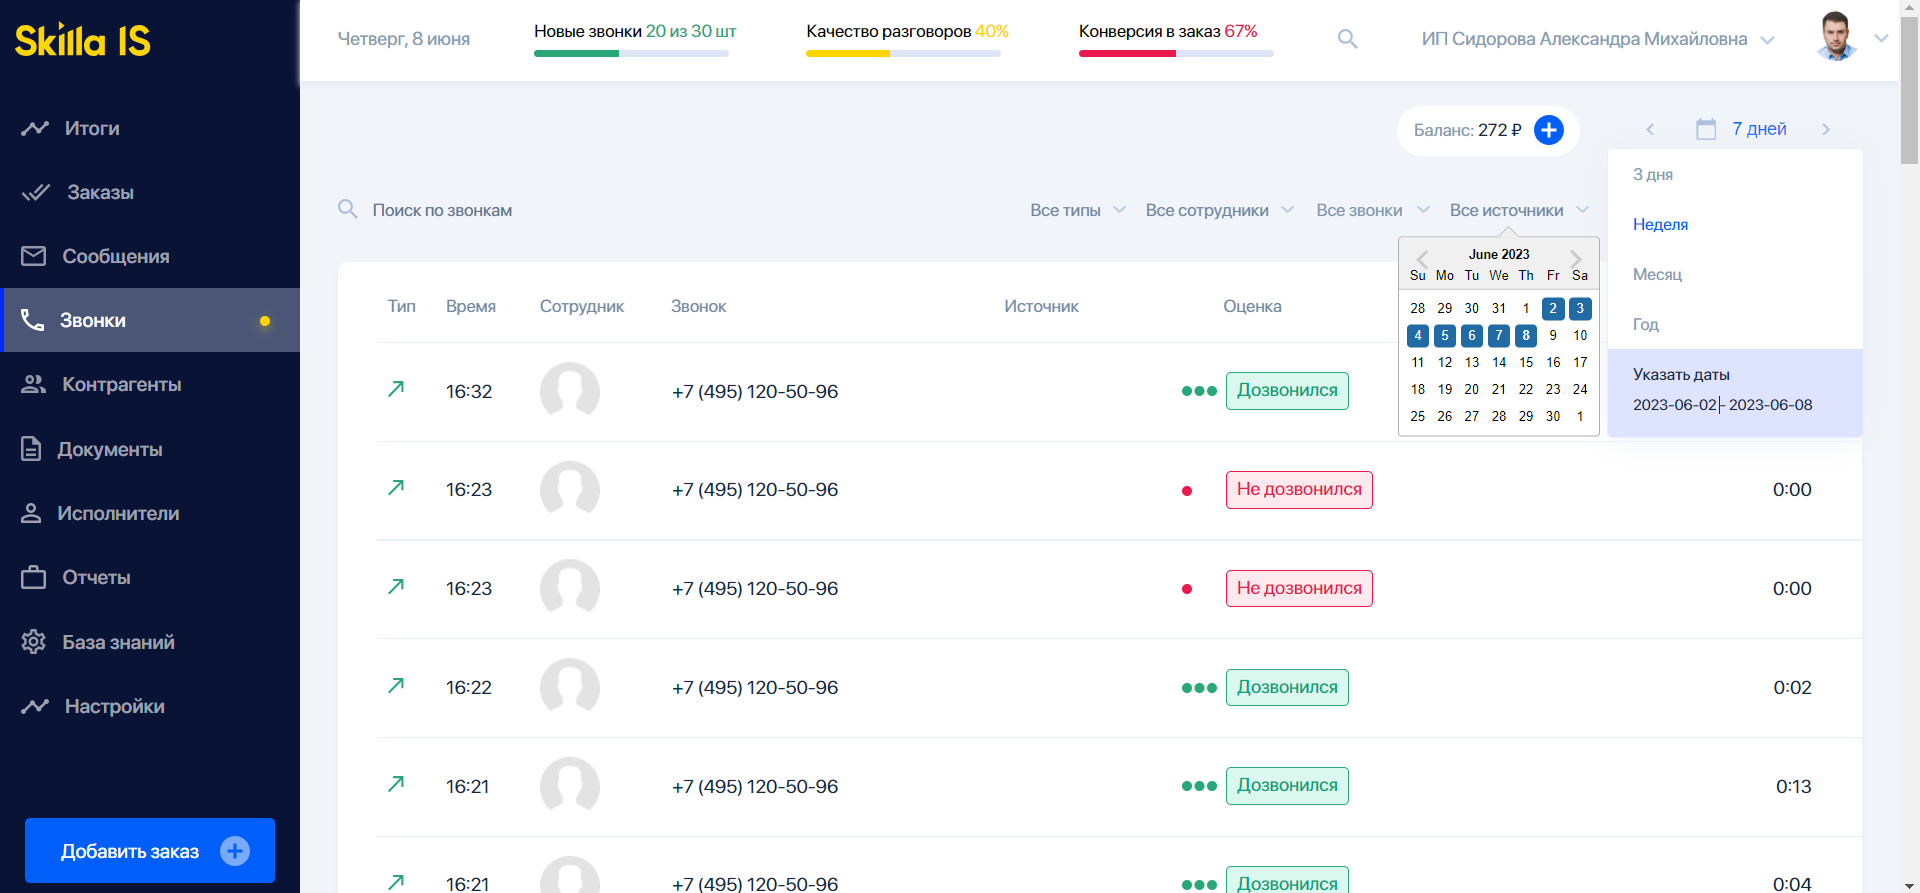 Skilla IS
Четверг, 8 июня
Новые звонки 20 из 30 шт
Качество разговоров 40%
Конверсия в заказ 67%
ИП Сидорова Александра Михайловна
Итоги
Заказы
Сообщения
Звонки
Контрагенты
Документы
Исполнители
Отчеты
База знаний
Настройки
Добавить заказ
Баланс: 272 ₽
7 дней
3 дня
Неделя
Месяц
Год
Указать даты
2023-06-02 - 2023-06-08
Поиск по звонкам
Все типы
Все сотрудники
Все звонки
Все источники
June 2023
Su Mo Tu We Th Fr Sa
28 29 30 31 1 2 3
4 5 6 7 8 9 10
11 12 13 14 15 16 17
18 19 20 21 22 23 24
25 26 27 28 29 30 1
Тип Время Сотрудник Звонок Источник Оценка
16:32 +7 (495) 120-50-96 Дозвонился
16:23 +7 (495) 120-50-96 Не дозвонился 0:00
16:23 +7 (495) 120-50-96 Не дозвонился 0:00
16:22 +7 (495) 120-50-96 Дозвонился 0:02
16:21 +7 (495) 120-50-96 Дозвонился 0:13
16:21 +7 (495) 120-50-96 Дозвонился 0:04